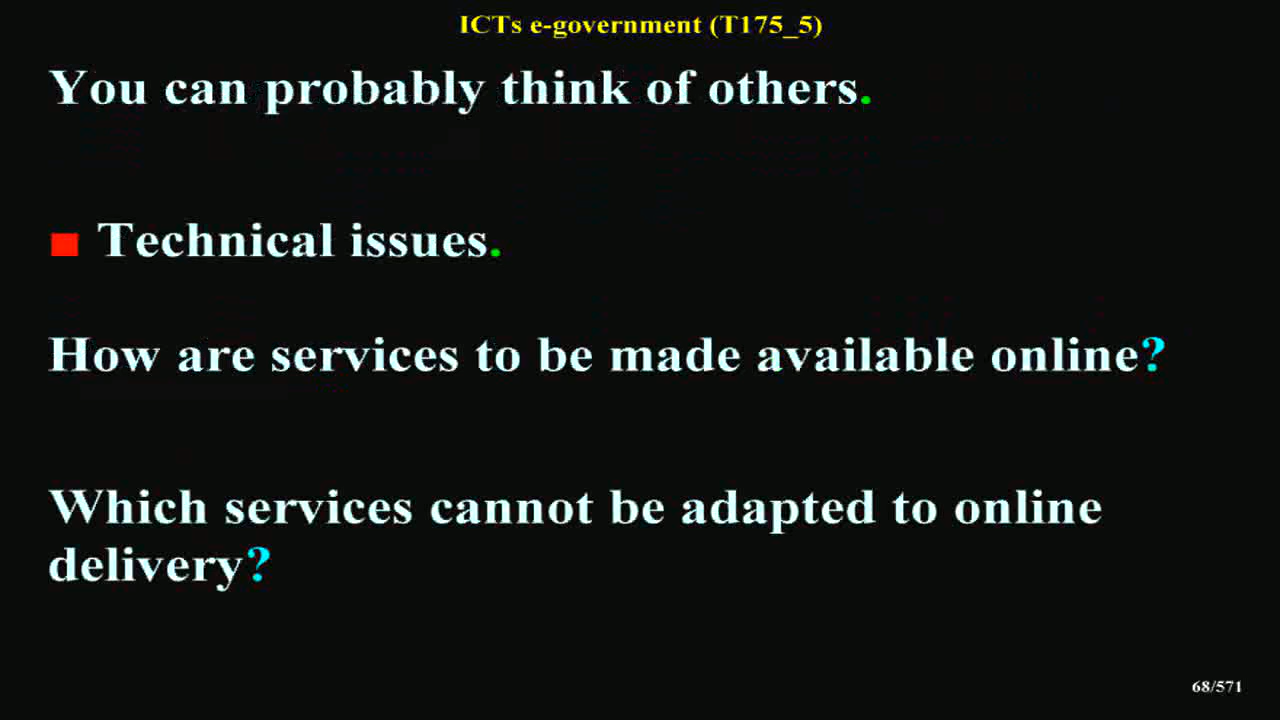 ICTs e-government (T175_5)
You can probably think of others.
Technical issues.
How are services to be made available online?
Which services cannot be adapted to online
delivery?
68/571